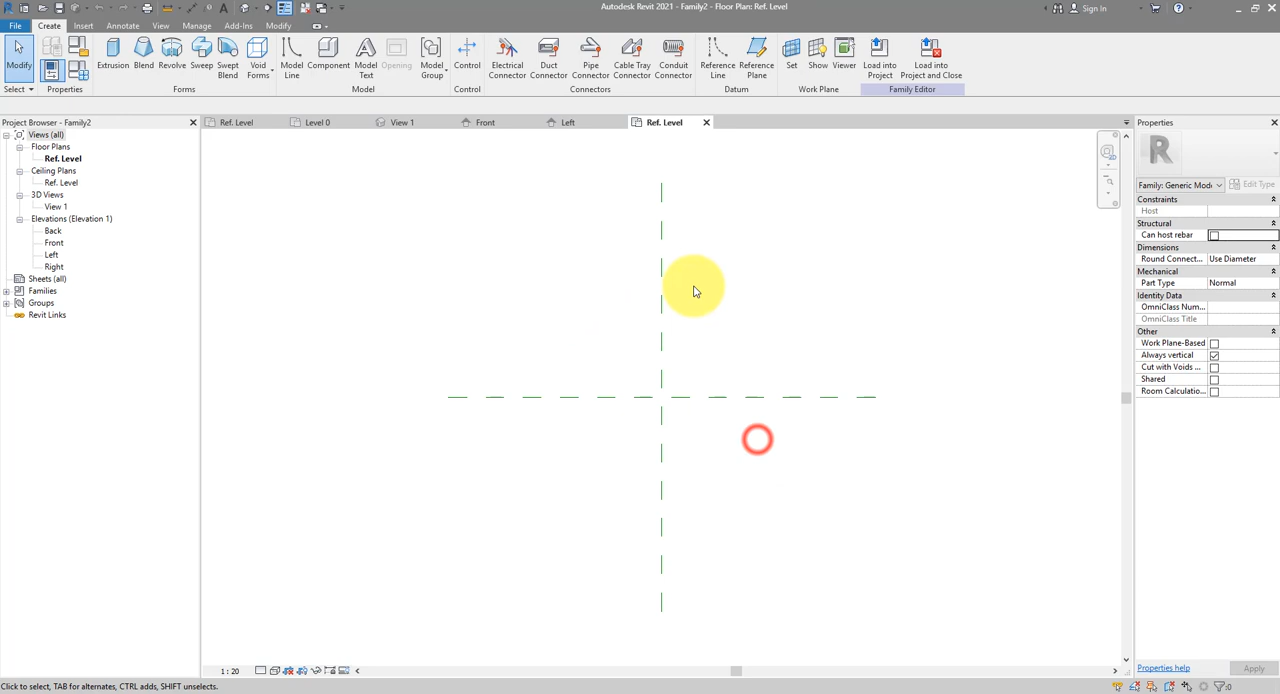 Autodesk Revit 2021 - Family2 - Floor Plan: Ref. Level
Sign In
File Create Insert Annotate View Manage Add-Ins Modify
Modify Extrusion Blend Revolve Sweep Swept Blend Void Forms Model Line Component Model Text Opening Model Group Control Electrical Connector Duct Connector Pipe Connector Cable Tray Connector Conduit Connector Reference Line Reference Plane Set Show Viewer Load into Project Load into Project and Close
Select Properties Forms Model Control Connectors Datum Work Plane Family Editor
Project Browser - Family2
Ref. Level Level 0 View 1 Front Left Ref. Level
Properties
Views (all)
Floor Plans
Ref. Level
Ceiling Plans
Ref. Level
3D Views
View 1
Elevations (Elevation 1)
Back
Front
Left
Right
Sheets (all)
Families
Groups
Revit Links
R
Family: Generic Mode Edit Type
Constraints
Host
Structural
Can host rebar
Dimensions
Round Connect... Use Diameter
Mechanical
Part Type Normal
Identity Data
OmniClass Num...
OmniClass Title
Other
Work Plane-Based
Always vertical
Cut with Voids ...
Shared
Room Calculatio...
2D
1 : 20
Properties help Apply
Click to select, TAB for alternates, CTRL adds, SHIFT unselects.
:0